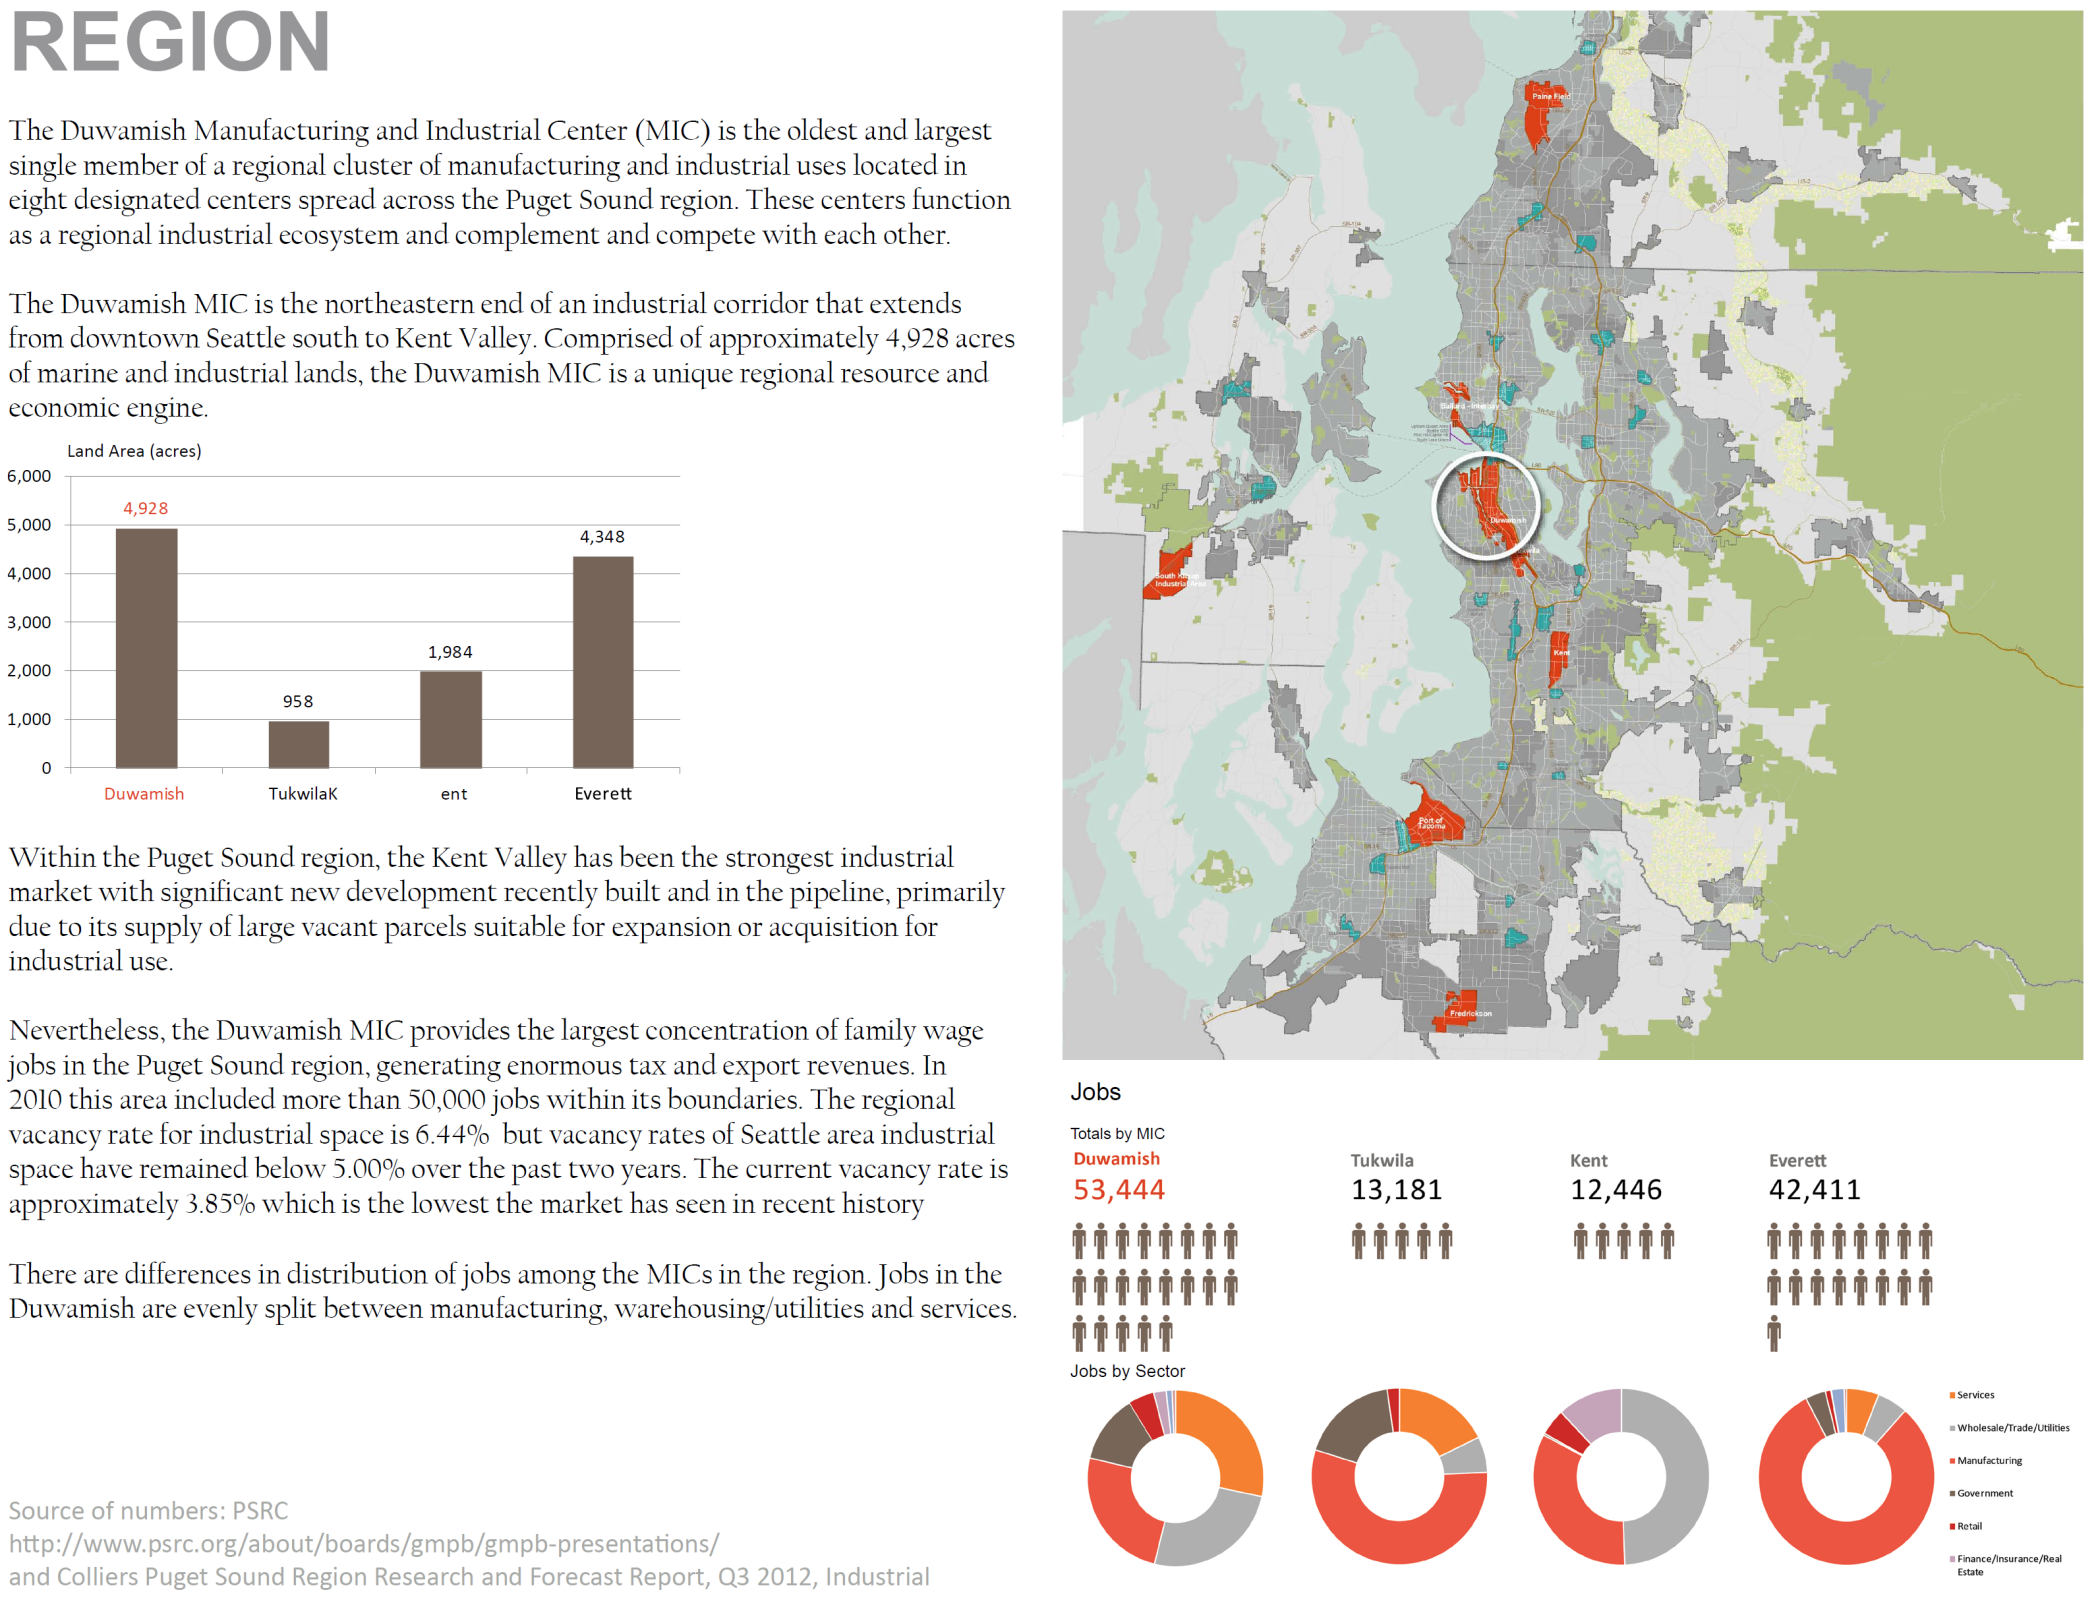 REGION
The Duwamish Manufacturing and Industrial Center (MIC) is the oldest and largest
single member of a regional cluster of manufacturing and industrial uses located in
eight designated centers spread across the Puget Sound region. These centers function
as a regional industrial ecosystem and complement and compete with each other.
The Duwamish MIC is the northeastern end of an industrial corridor that extends
from downtown Seattle south to Kent Valley. Comprised of approximately 4,928 acres
of marine and industrial lands, the Duwamish MIC is a unique regional resource and
economic engine.
Land Area (acres)
6,000
5,000
4,000
3,000
2,000
1,000
0
4,928
958
1,984
4,348
Duwamish
TukwilaK
ent
Everett
Within the Puget Sound region, the Kent Valley has been the strongest industrial
market with significant new development recently built and in the pipeline, primarily
due to its supply of large vacant parcels suitable for expansion or acquisition for
industrial use.
Nevertheless, the Duwamish MIC provides the largest concentration of family wage
jobs in the Puget Sound region, generating enormous tax and export revenues. In
2010 this area included more than 50,000 jobs within its boundaries. The regional
vacancy rate for industrial space is 6.44% but vacancy rates of Seattle area industrial
space have remained below 5.00% over the past two years. The current vacancy rate is
approximately 3.85% which is the lowest the market has seen in recent history
There are differences in distribution of jobs among the MICs in the region. Jobs in the
Duwamish are evenly split between manufacturing, warehousing/utilities and services.
Source of numbers: PSRC
http://www.psrc.org/about/boards/gmpb/gmpb-presentations/
and Colliers Puget Sound Region Research and Forecast Report, Q3 2012, Industrial
Paine Field
Ballard - Interbay
Duwamish
South Kitsap
Industrial Area
Kent
Port of
Tacoma
Fredrickson
Jobs
Totals by MIC
Duwamish
53,444
Tukwila
13,181
Kent
12,446
Everett
42,411
Jobs by Sector
Services
Wholesale/Trade/Utilities
Manufacturing
Government
Retail
Finance/Insurance/Real
Estate